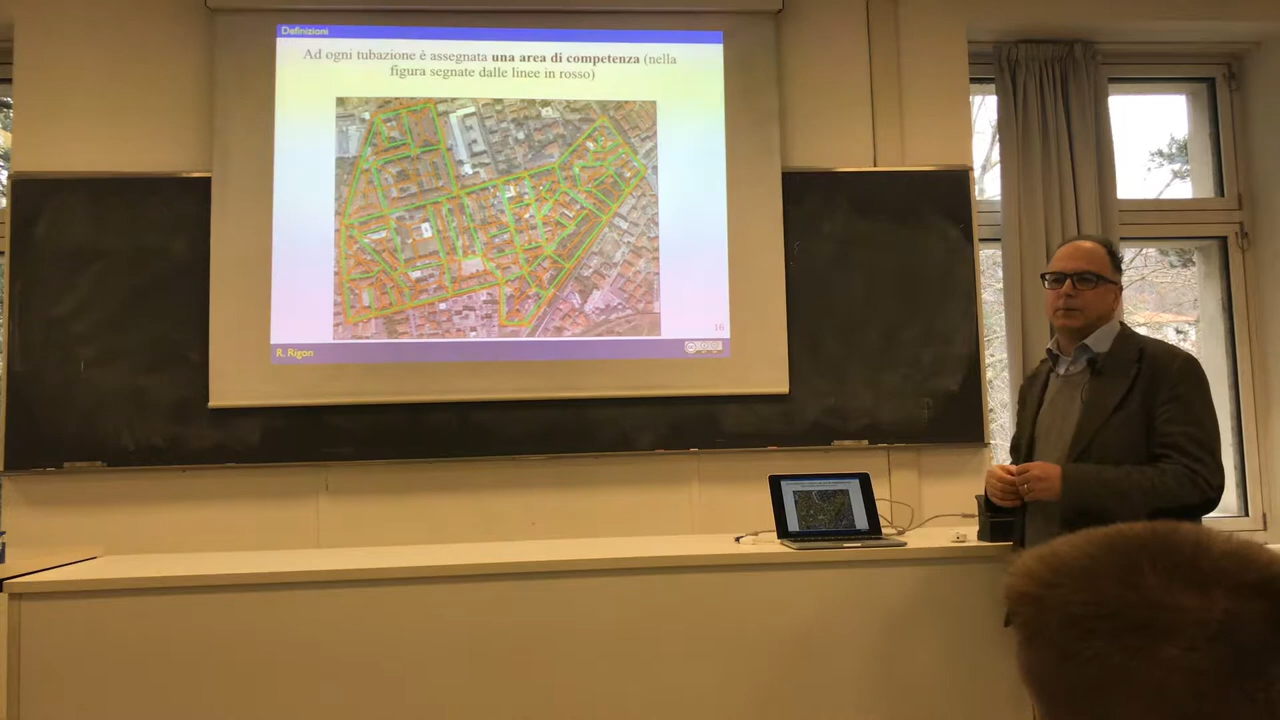 Definizioni
Ad ogni tubazione è assegnata una area di competenza (nella
figura segnate dalle linee in rosso)
16
R. Rigon